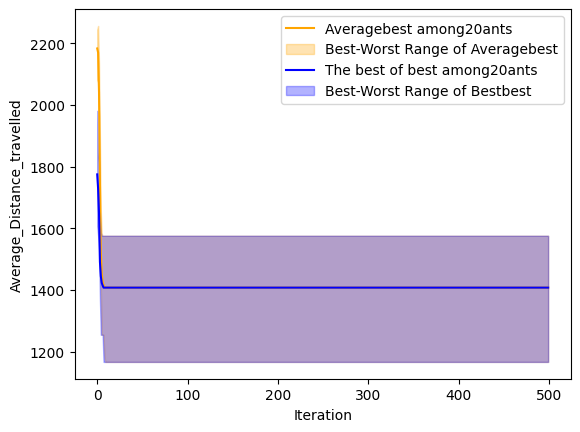 Averagebest among20ants
Best-Worst Range of Averagebest
The best of best among20ants
Best-Worst Range of Bestbest
Average_Distance_travelled
2200
2000
1800
1600
1400
1200
0 100 200 300 400 500
Iteration